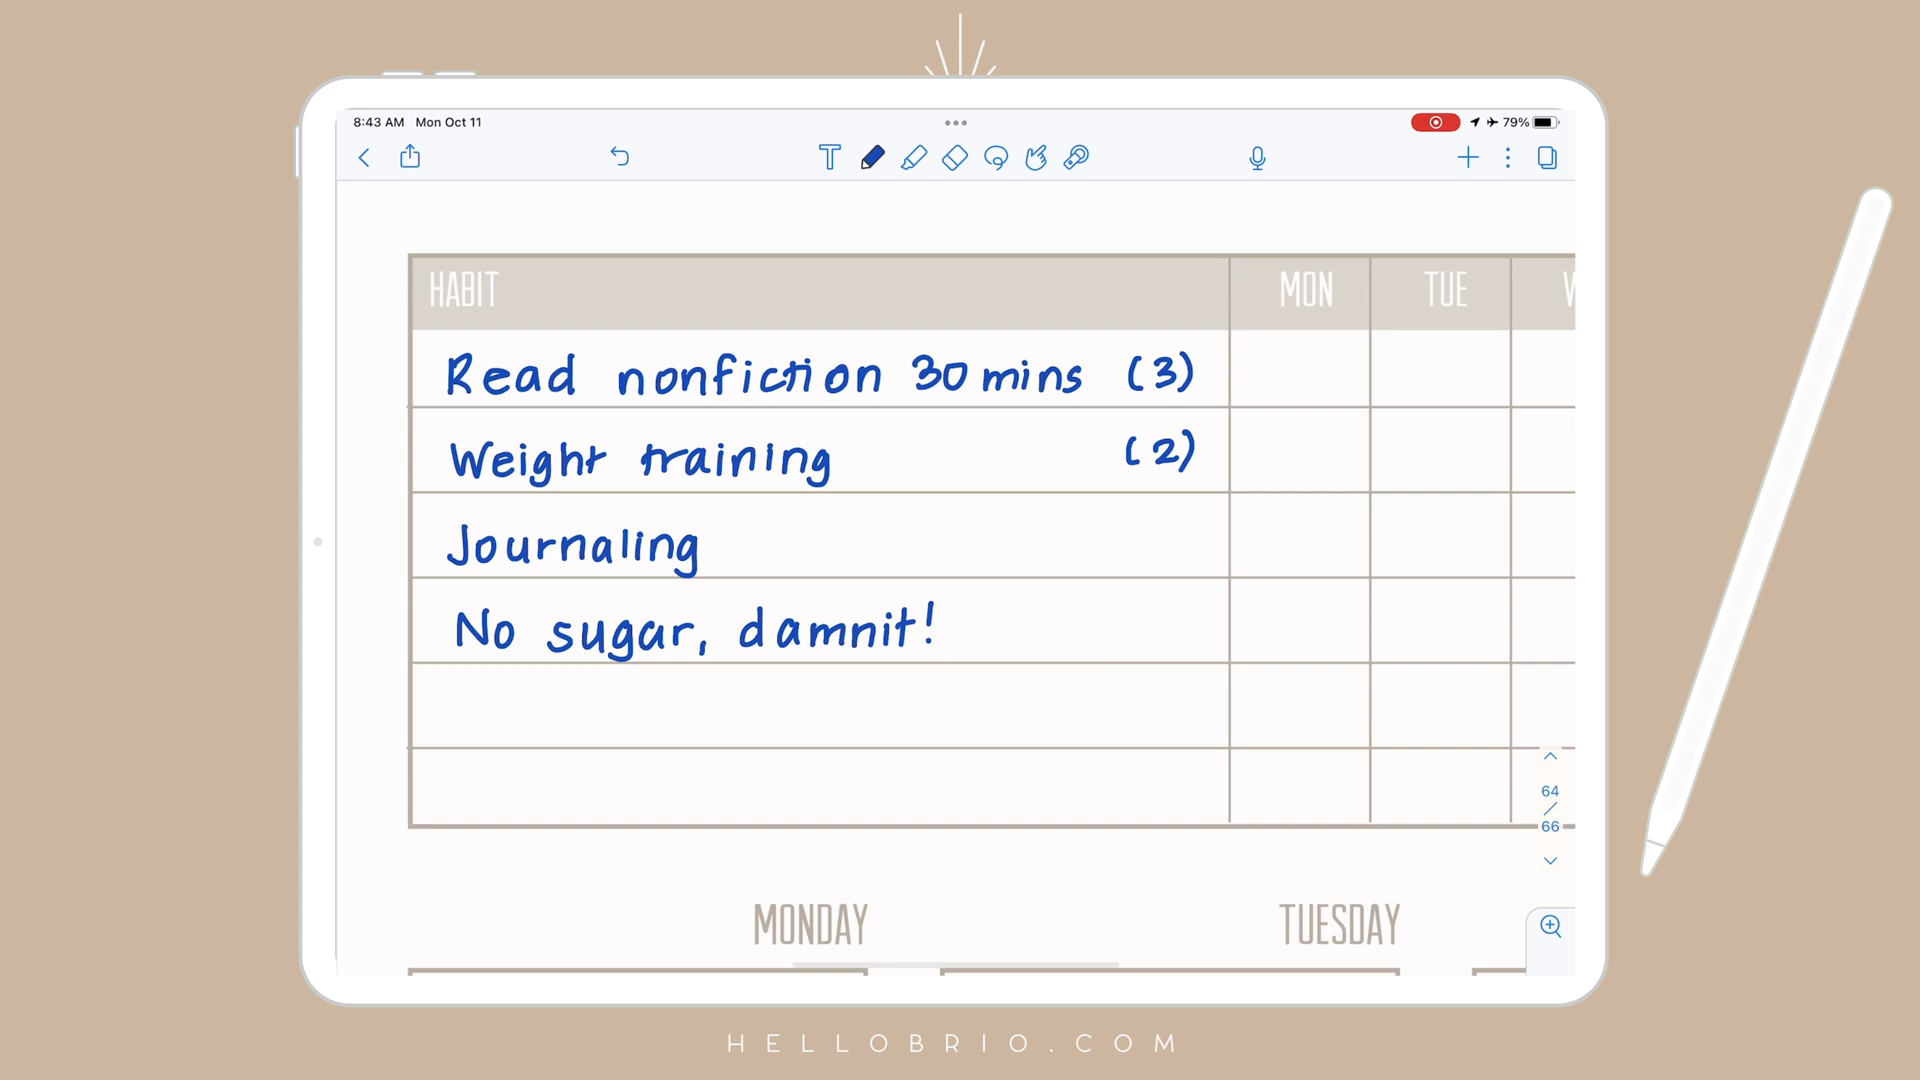 8:43 AM Mon Oct 11
79%
HABIT MON TUE W
Read nonfiction 30 mins (3)
Weight training (2)
Journaling
No sugar, damnit!
64
/
66
MONDAY TUESDAY
HELLOBRIO.COM